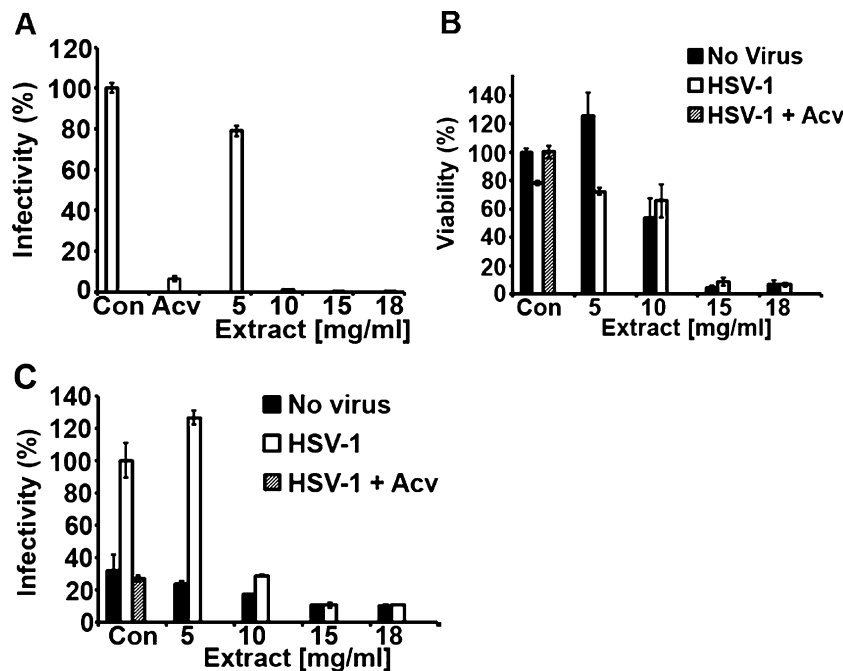 A
Infectivity (%)
120
100
80
60
40
20
0
Con Acv 5 10 15 18
Extract [mg/ml]
B
No Virus
HSV-1
HSV-1 + Acv
Viability (%)
140
120
100
80
60
40
20
0
Con 5 10 15 18
Extract [mg/ml]
C
No virus
HSV-1
HSV-1 + Acv
Infectivity (%)
140
120
100
80
60
40
20
0
Con 5 10 15 18
Extract [mg/ml]